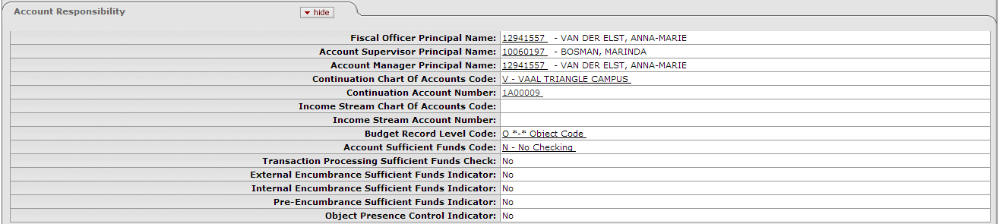 Account Responsibility hide
Fiscal Officer Principal Name: 12941557 - VAN DER ELST, ANNA-MARIE
Account Supervisor Principal Name: 10060197 - BOSMAN, MARINDA
Account Manager Principal Name: 12941557 - VAN DER ELST, ANNA-MARIE
Continuation Chart Of Accounts Code: V - VAAL TRIANGLE CAMPUS
Continuation Account Number: 1A00009
Income Stream Chart Of Accounts Code:
Income Stream Account Number:
Budget Record Level Code: O *-* Object Code
Account Sufficient Funds Code: N - No Checking
Transaction Processing Sufficient Funds Check: No
External Encumbrance Sufficient Funds Indicator: No
Internal Encumbrance Sufficient Funds Indicator: No
Pre-Encumbrance Sufficient Funds Indicator: No
Object Presence Control Indicator: No